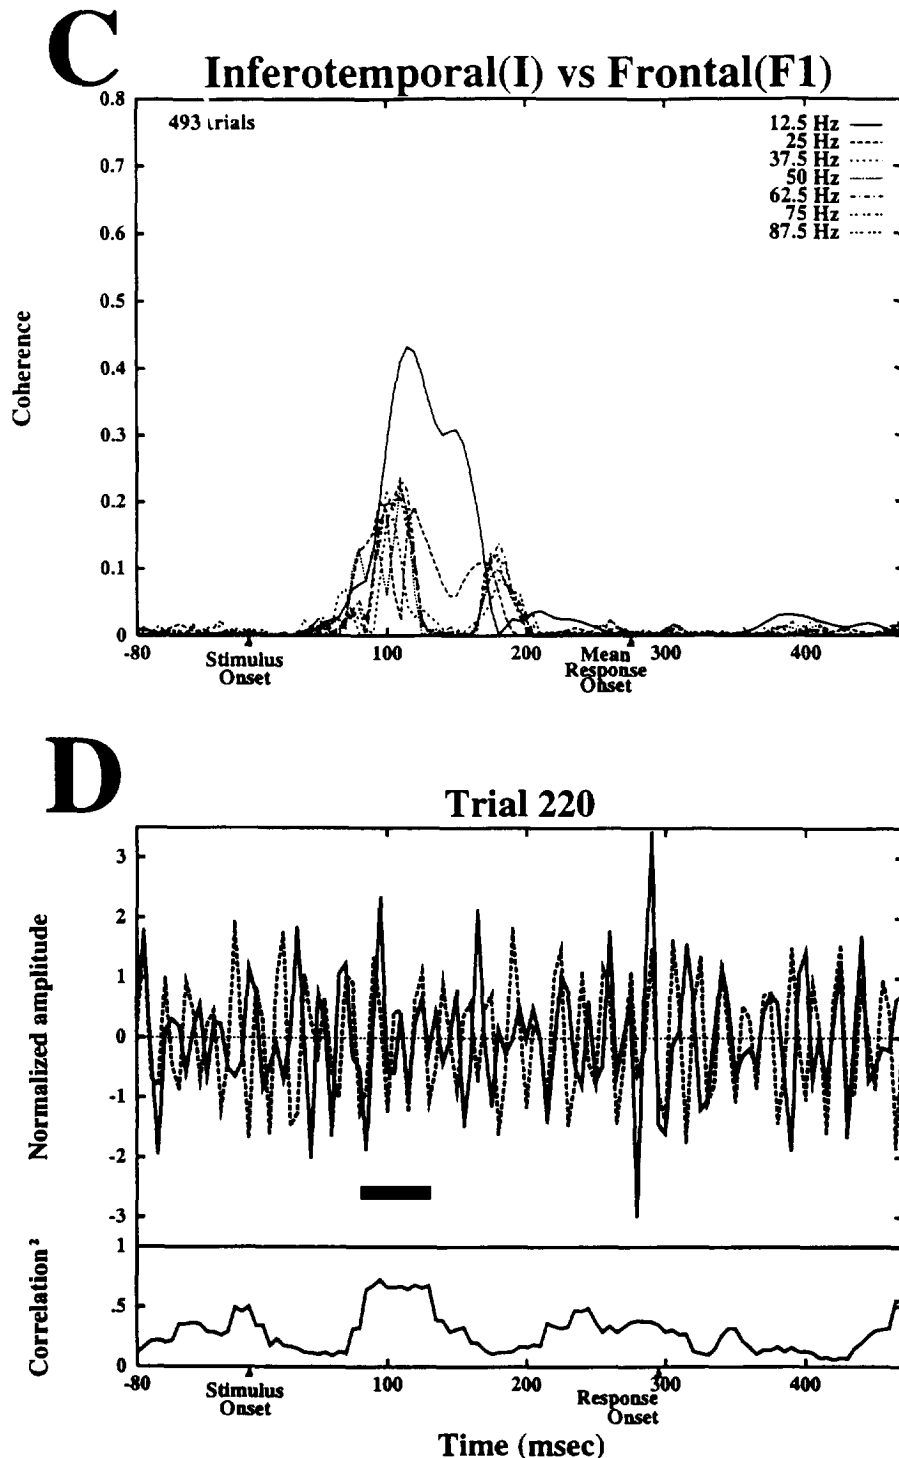 C
Inferotemporal(I) vs Frontal(F1)
0.8
493 trials
12.5 Hz
25 Hz
37.5 Hz
50 Hz
62.5 Hz
75 Hz
87.5 Hz
0.7
0.6
0.5
0.4
0.3
0.2
0.1
0
Coherence
-80 100 200 300 400
Stimulus Onset
Mean Response Onset
D
Trial 220
3
2
1
0
-1
-2
-3
Normalized amplitude
1
.5
0
Correlation²
-80 100 200 300 400
Stimulus Onset
Response Onset
Time (msec)